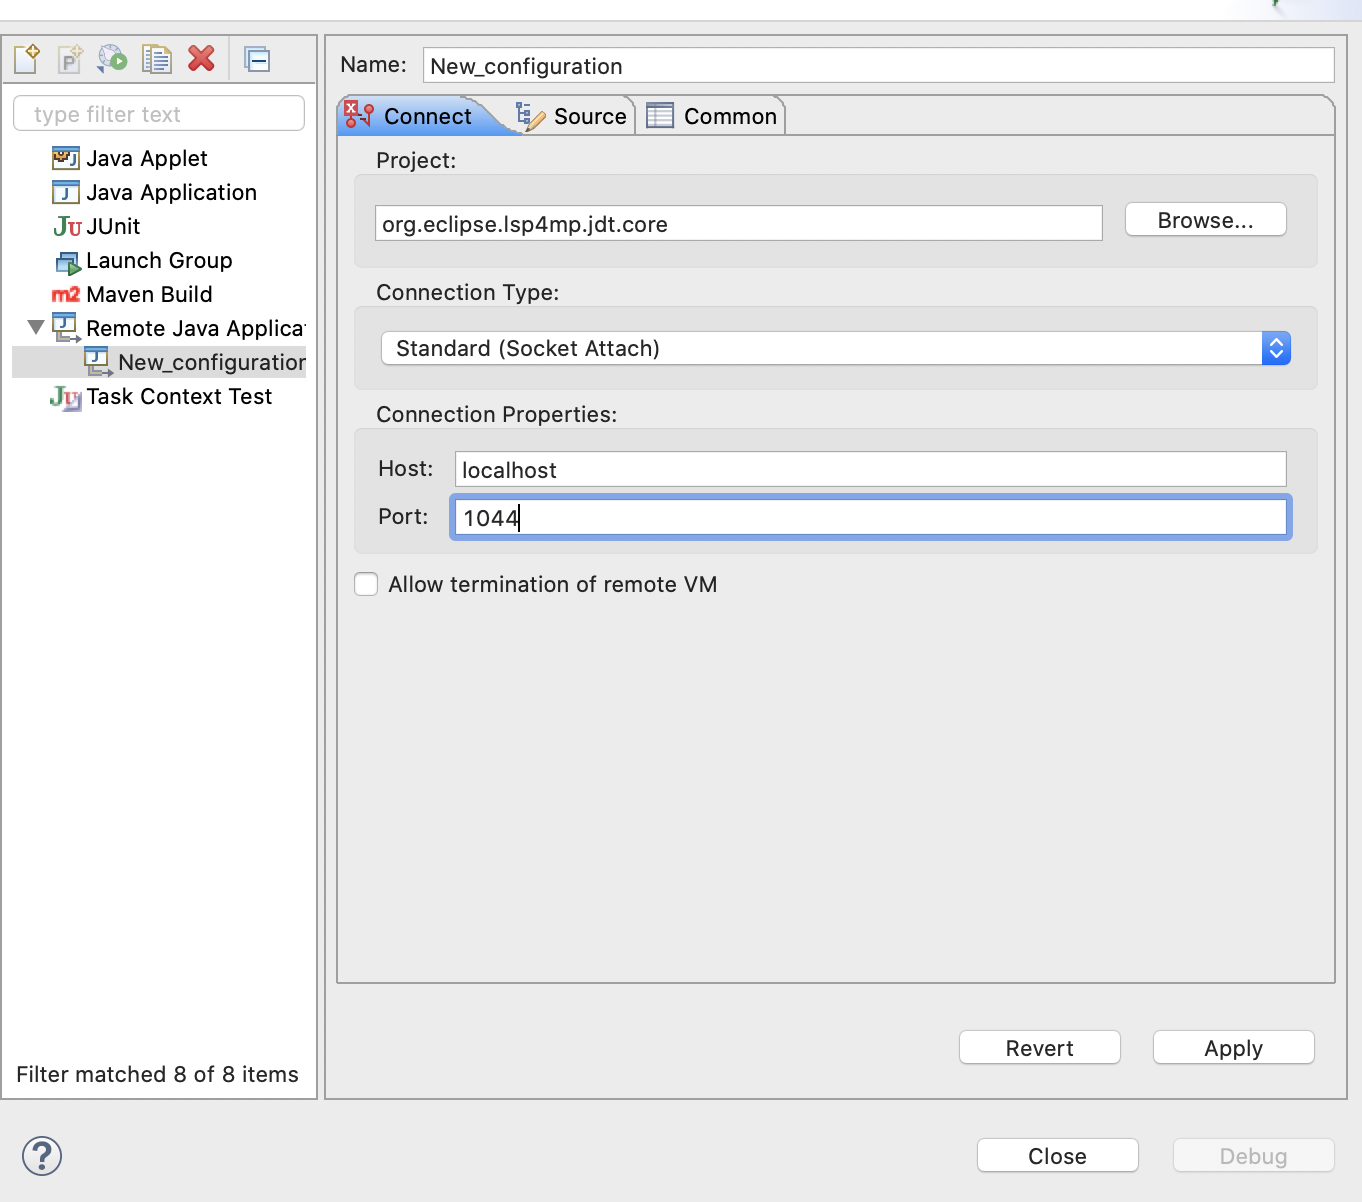 Name: New_configuration
type filter text
Java Applet
Java Application
JUnit
Launch Group
Maven Build
Remote Java Applica
New_configuration
Task Context Test
Filter matched 8 of 8 items
Connect Source Common
Project:
org.eclipse.lsp4mp.jdt.core Browse...
Connection Type:
Standard (Socket Attach)
Connection Properties:
Host: localhost
Port: 1044
Allow termination of remote VM
Revert Apply
Close Debug